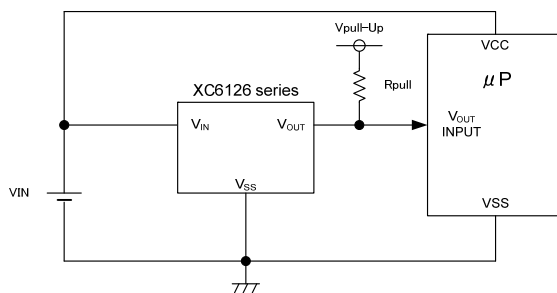 Vpull-Up
VCC
XC6126 series
Rpull
μP
VIN
VOUT
VOUT
INPUT
VIN
VSS
VSS